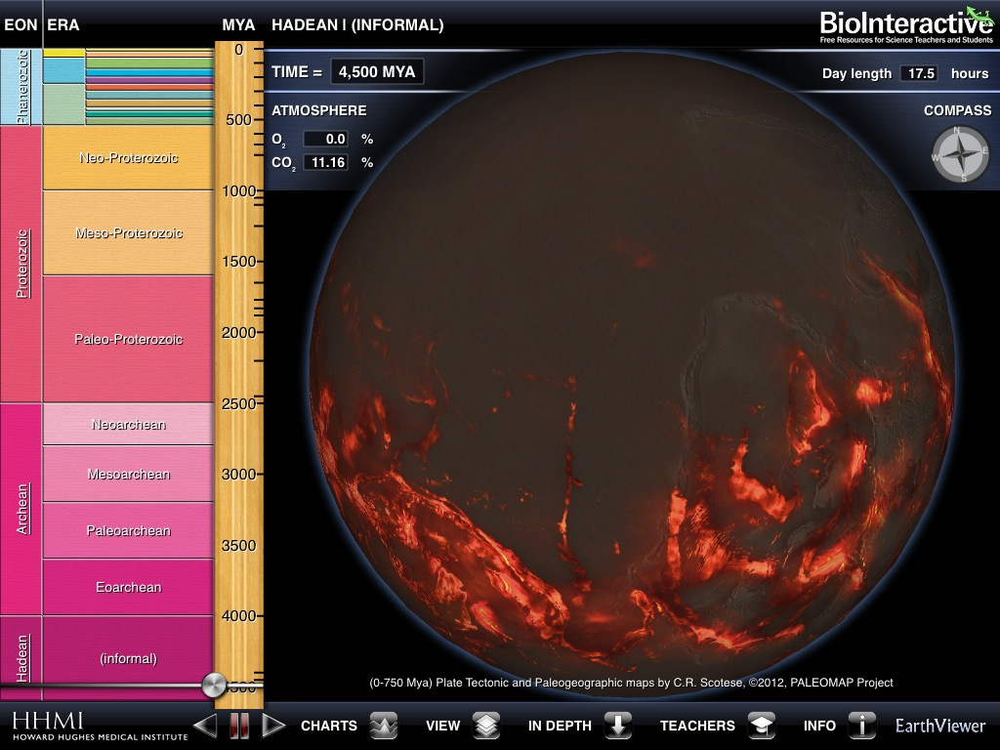 EON ERA MYA HADEAN | (INFORMAL)
BioInteractive
Free Resources for Science Teachers and Students
TIME = 4,500 MYA
Day length 17.5 hours
ATMOSPHERE
O2 0.0 %
CO2 11.16 %
COMPASS
N
W E
S
Phanerozoic
Proterozoic
Archean
Hadean
Neo-Proterozoic
Meso-Proterozoic
Paleo-Proterozoic
Neoarchean
Mesoarchean
Paleoarchean
Eoarchean
(informal)
0
500
1000
1500
2000
2500
3000
3500
4000
4500
(0-750 Mya) Plate Tectonic and Paleogeographic maps by C.R. Scotese, ©2012, PALEOMAP Project
HHMI
HOWARD HUGHES MEDICAL INSTITUTE
CHARTS VIEW IN DEPTH TEACHERS INFO i EarthViewer